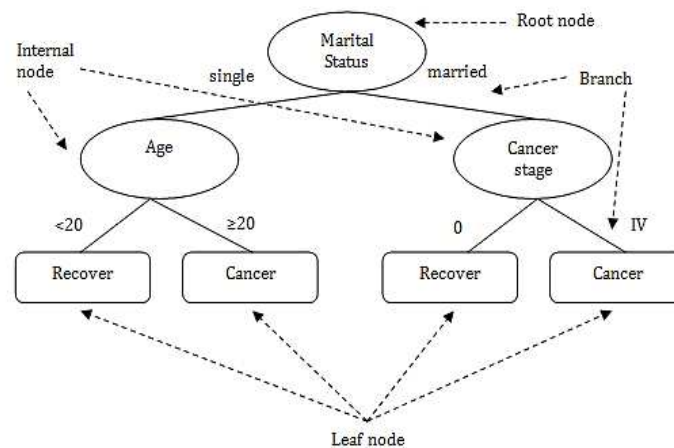 Root node
Marital
Status
Internal
node
single
married
Branch
Age
Cancer
stage
<20
≥20
0
IV
Recover
Cancer
Recover
Cancer
Leaf node